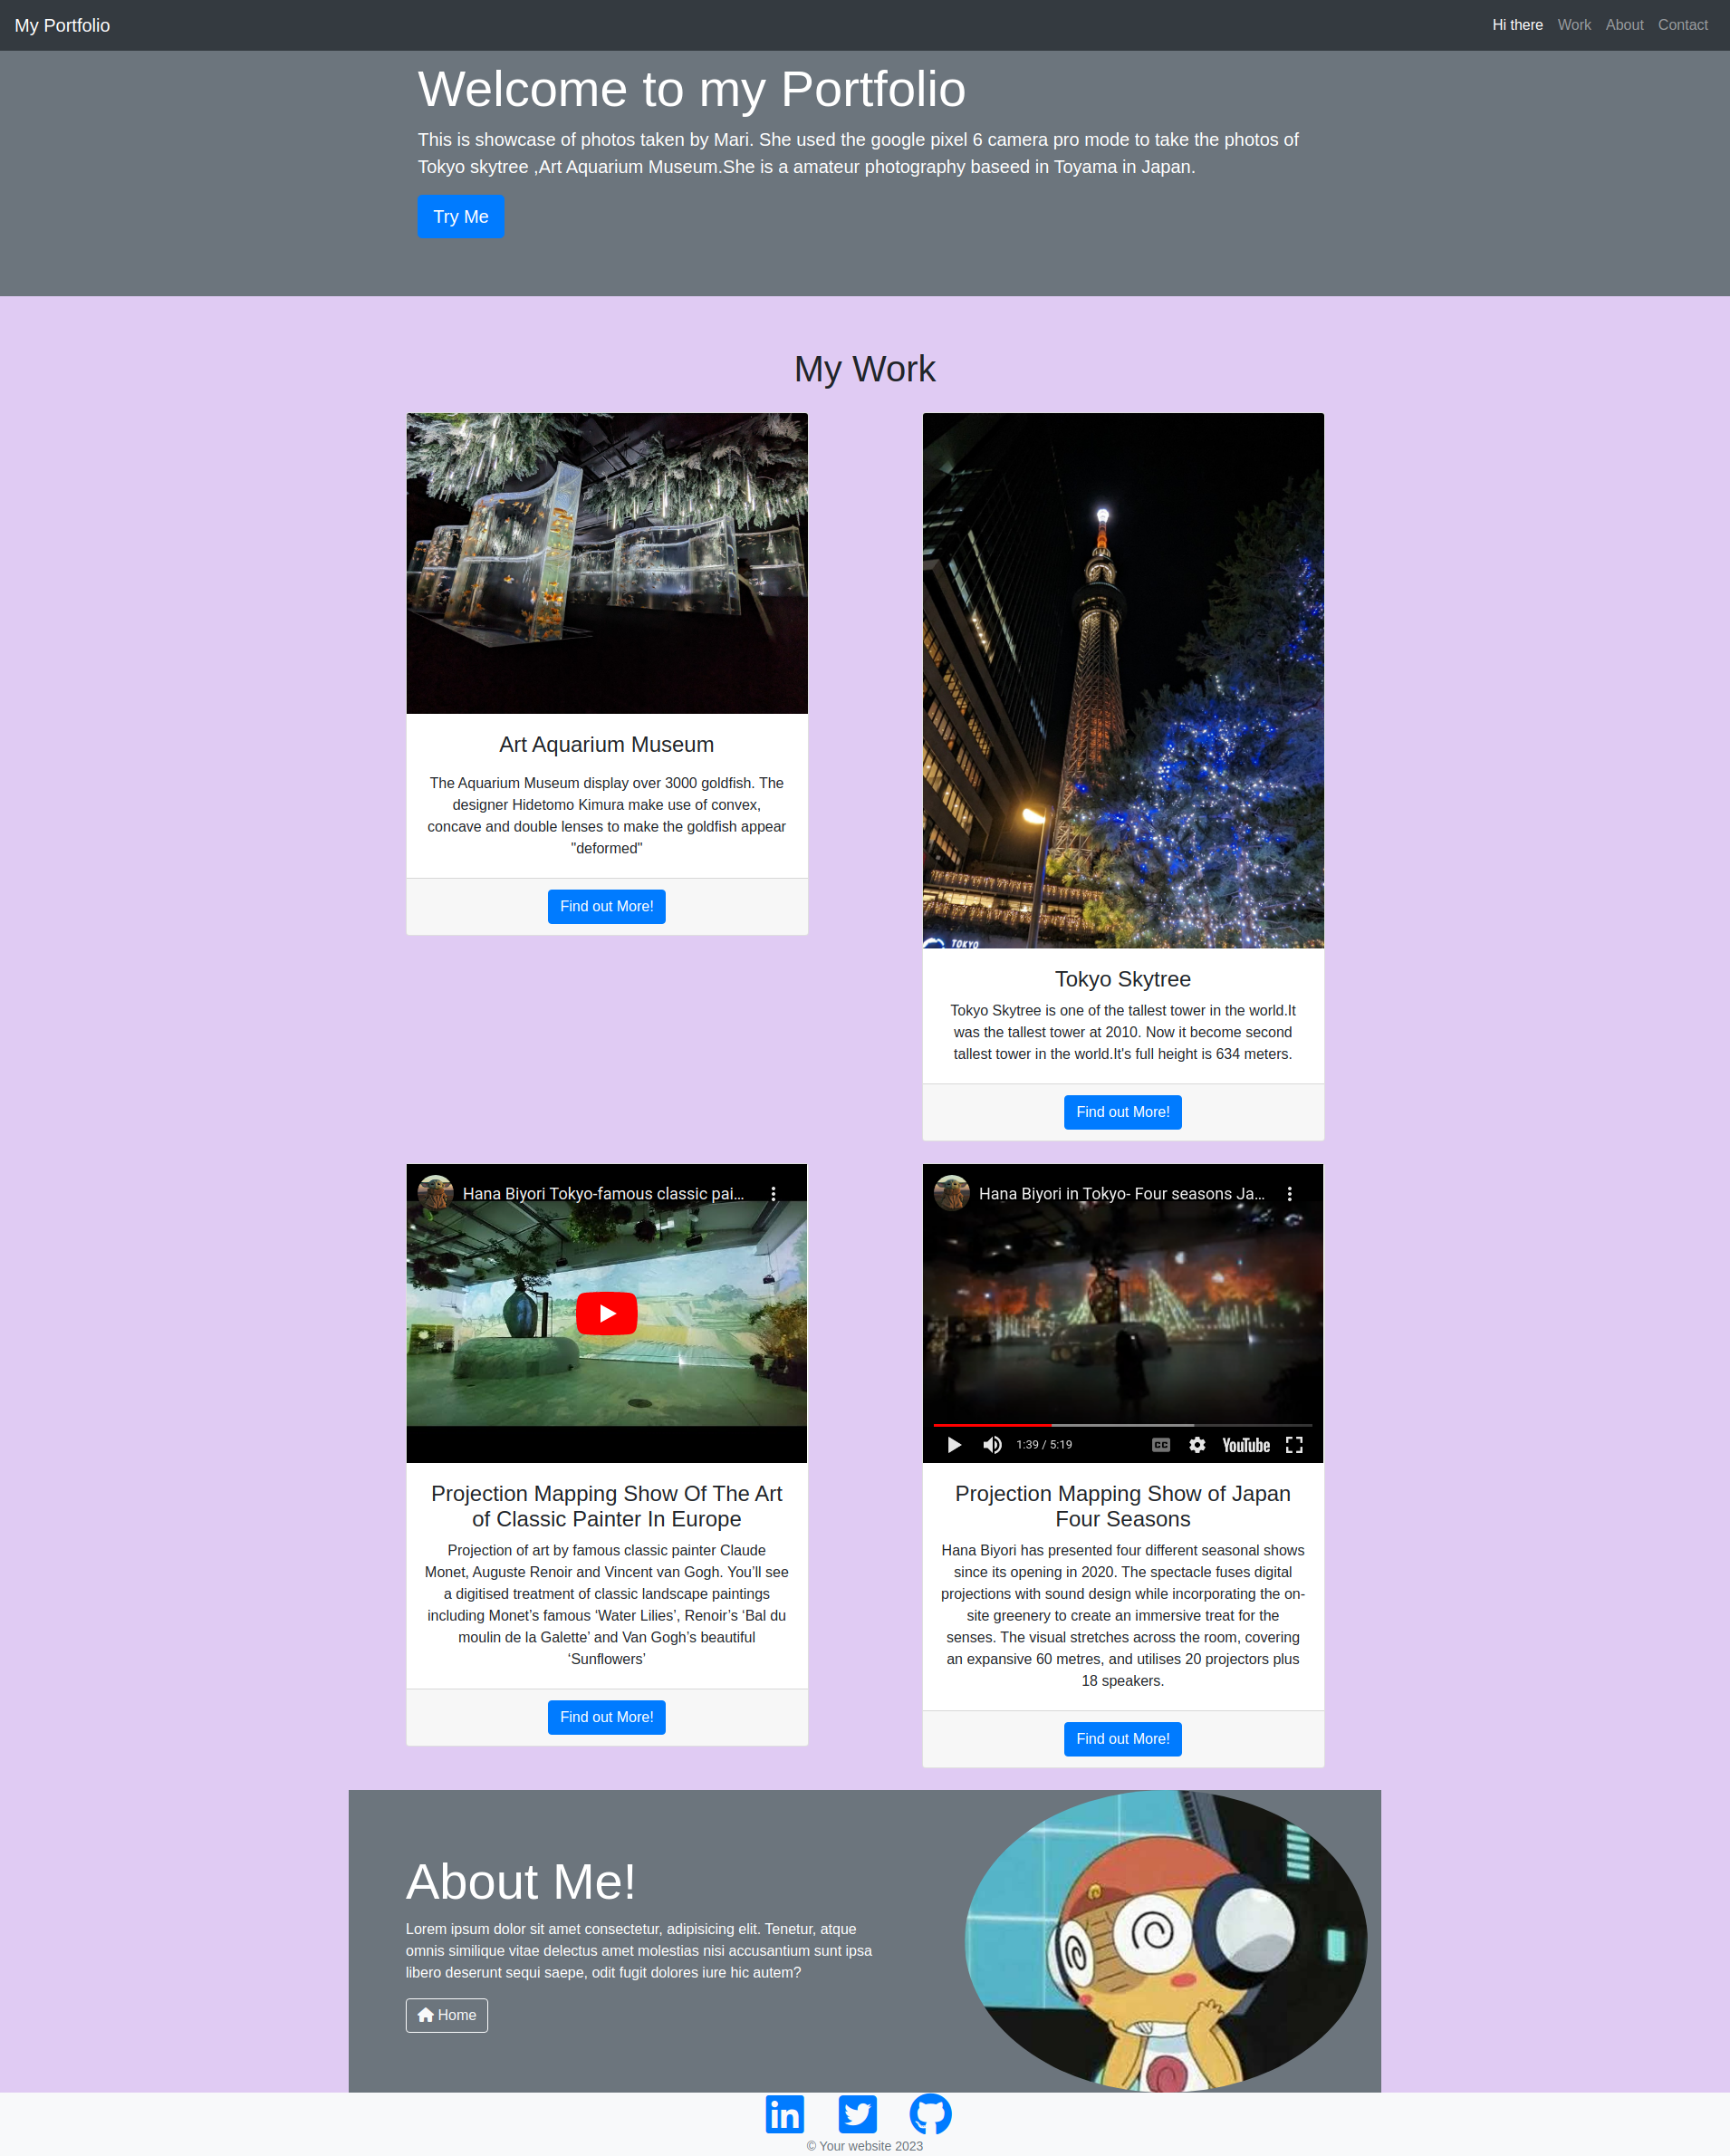 My Portfolio
Hi there Work About Contact
Welcome to my Portfolio
This is showcase of photos taken by Mari. She used the google pixel 6 camera pro mode to take the photos of
Tokyo skytree ,Art Aquarium Museum.She is a amateur photography baseed in Toyama in Japan.
Try Me
My Work
Art Aquarium Museum
The Aquarium Museum display over 3000 goldfish. The
designer Hidetomo Kimura make use of convex,
concave and double lenses to make the goldfish appear
"deformed"
Find out More!
TOKYO
Tokyo Skytree
Tokyo Skytree is one of the tallest tower in the world.It
was the tallest tower at 2010. Now it become second
tallest tower in the world.It's full height is 634 meters.
Find out More!
Hana Biyori Tokyo-famous classic pai...
Projection Mapping Show Of The Art
of Classic Painter In Europe
Projection of art by famous classic painter Claude
Monet, Auguste Renoir and Vincent van Gogh. You’ll see
a digitised treatment of classic landscape paintings
including Monet’s famous ‘Water Lilies’, Renoir’s ‘Bal du
moulin de la Galette’ and Van Gogh’s beautiful
‘Sunflowers’
Find out More!
Hana Biyori in Tokyo- Four seasons Ja...
1:39 / 5:19
CC
YouTube
Projection Mapping Show of Japan
Four Seasons
Hana Biyori has presented four different seasonal shows
since its opening in 2020. The spectacle fuses digital
projections with sound design while incorporating the on-
site greenery to create an immersive treat for the
senses. The visual stretches across the room, covering
an expansive 60 metres, and utilises 20 projectors plus
18 speakers.
Find out More!
About Me!
Lorem ipsum dolor sit amet consectetur, adipisicing elit. Tenetur, atque
omnis similique vitae delectus amet molestias nisi accusantium sunt ipsa
libero deserunt sequi saepe, odit fugit dolores iure hic autem?
Home
in
© Your website 2023